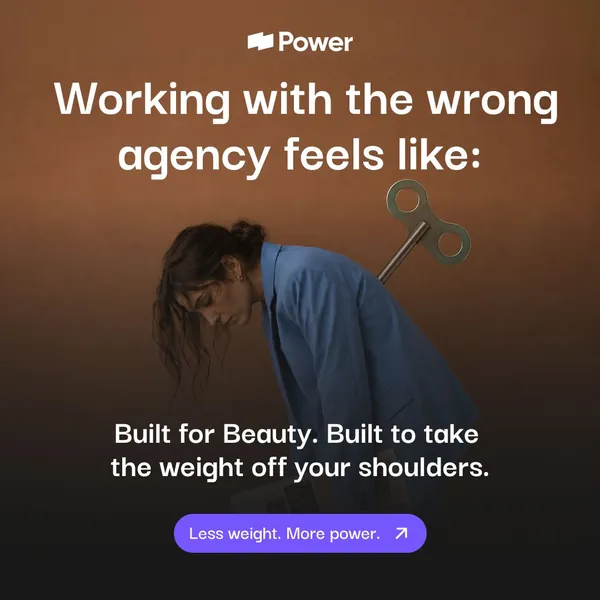 Power
Working with the wrong
agency feels like:
Built for Beauty. Built to take
the weight off your shoulders.
Less weight. More power.